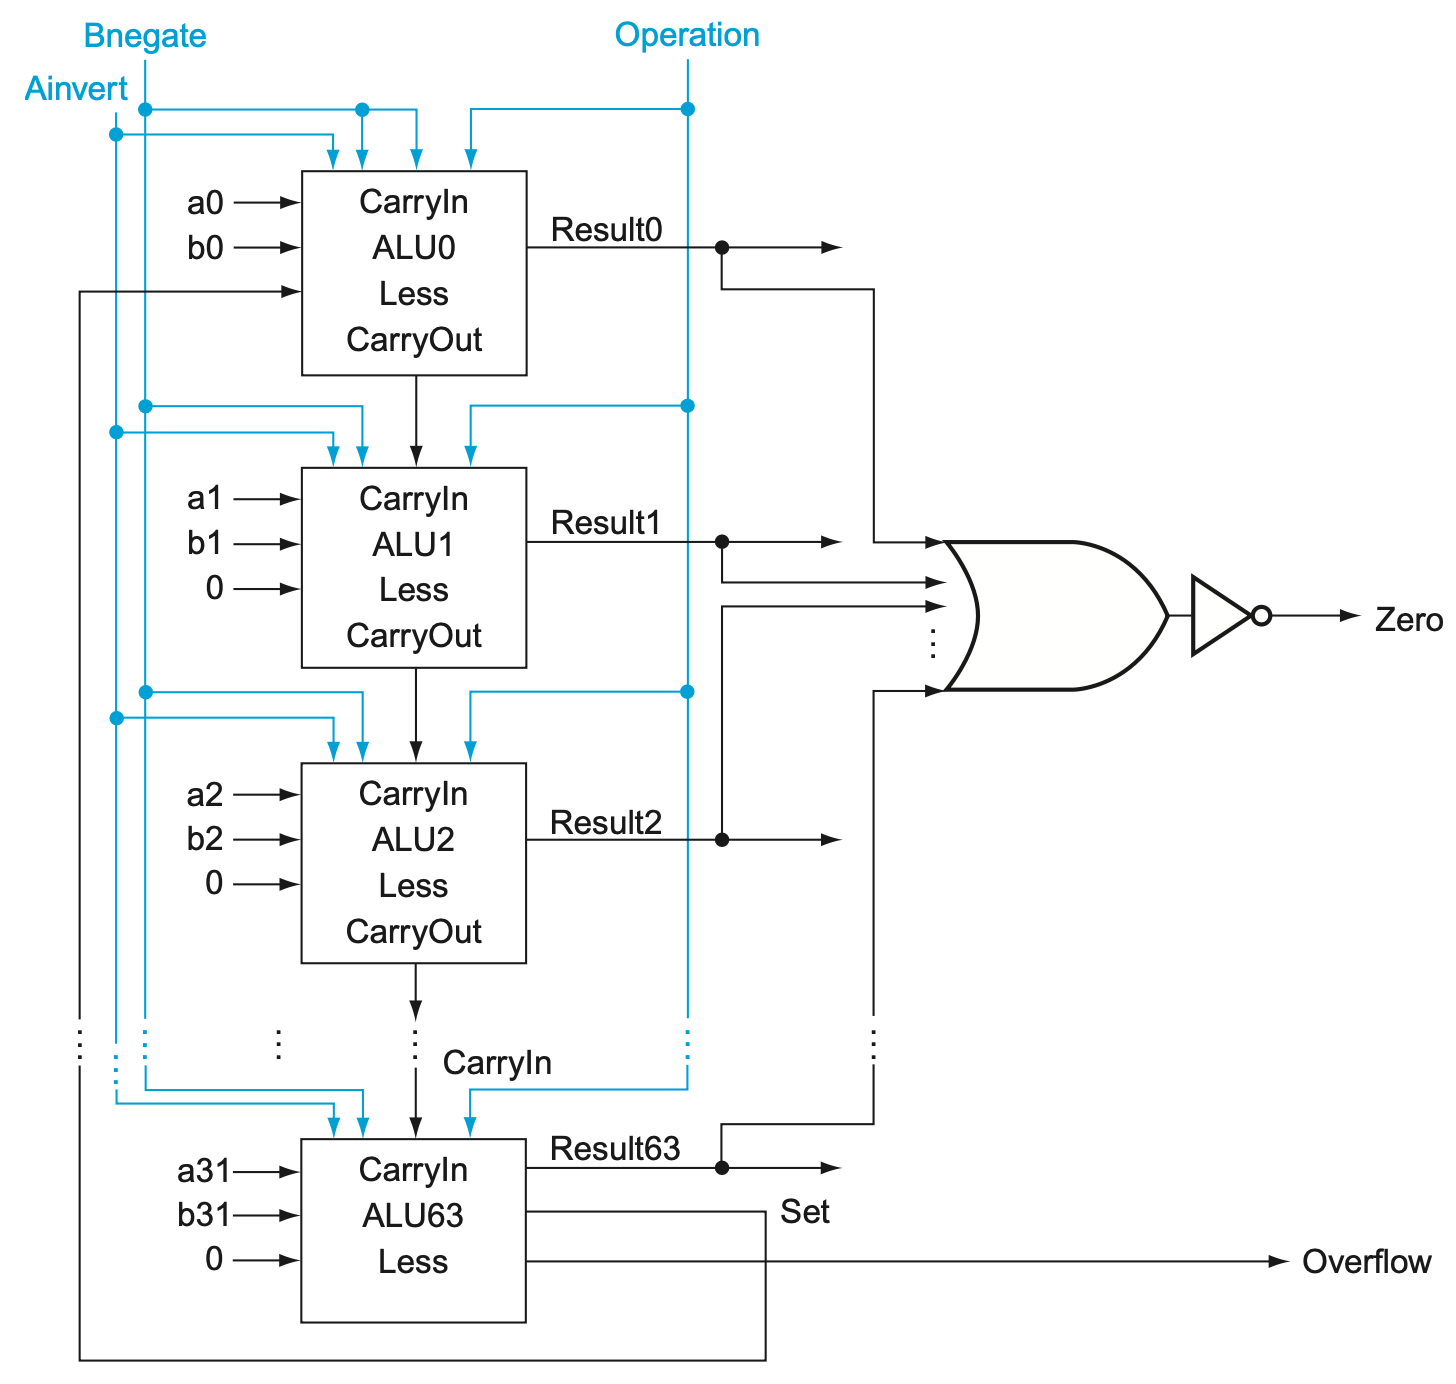 Bnegate
Operation
Ainvert
a0
CarryIn
b0
ALU0
Result0
Less
CarryOut
a1
CarryIn
b1
ALU1
Result1
0
Less
CarryOut
Zero
a2
CarryIn
b2
ALU2
Result2
0
Less
CarryOut
CarryIn
a31
CarryIn
Result63
b31
ALU63
Set
0
Less
Overflow